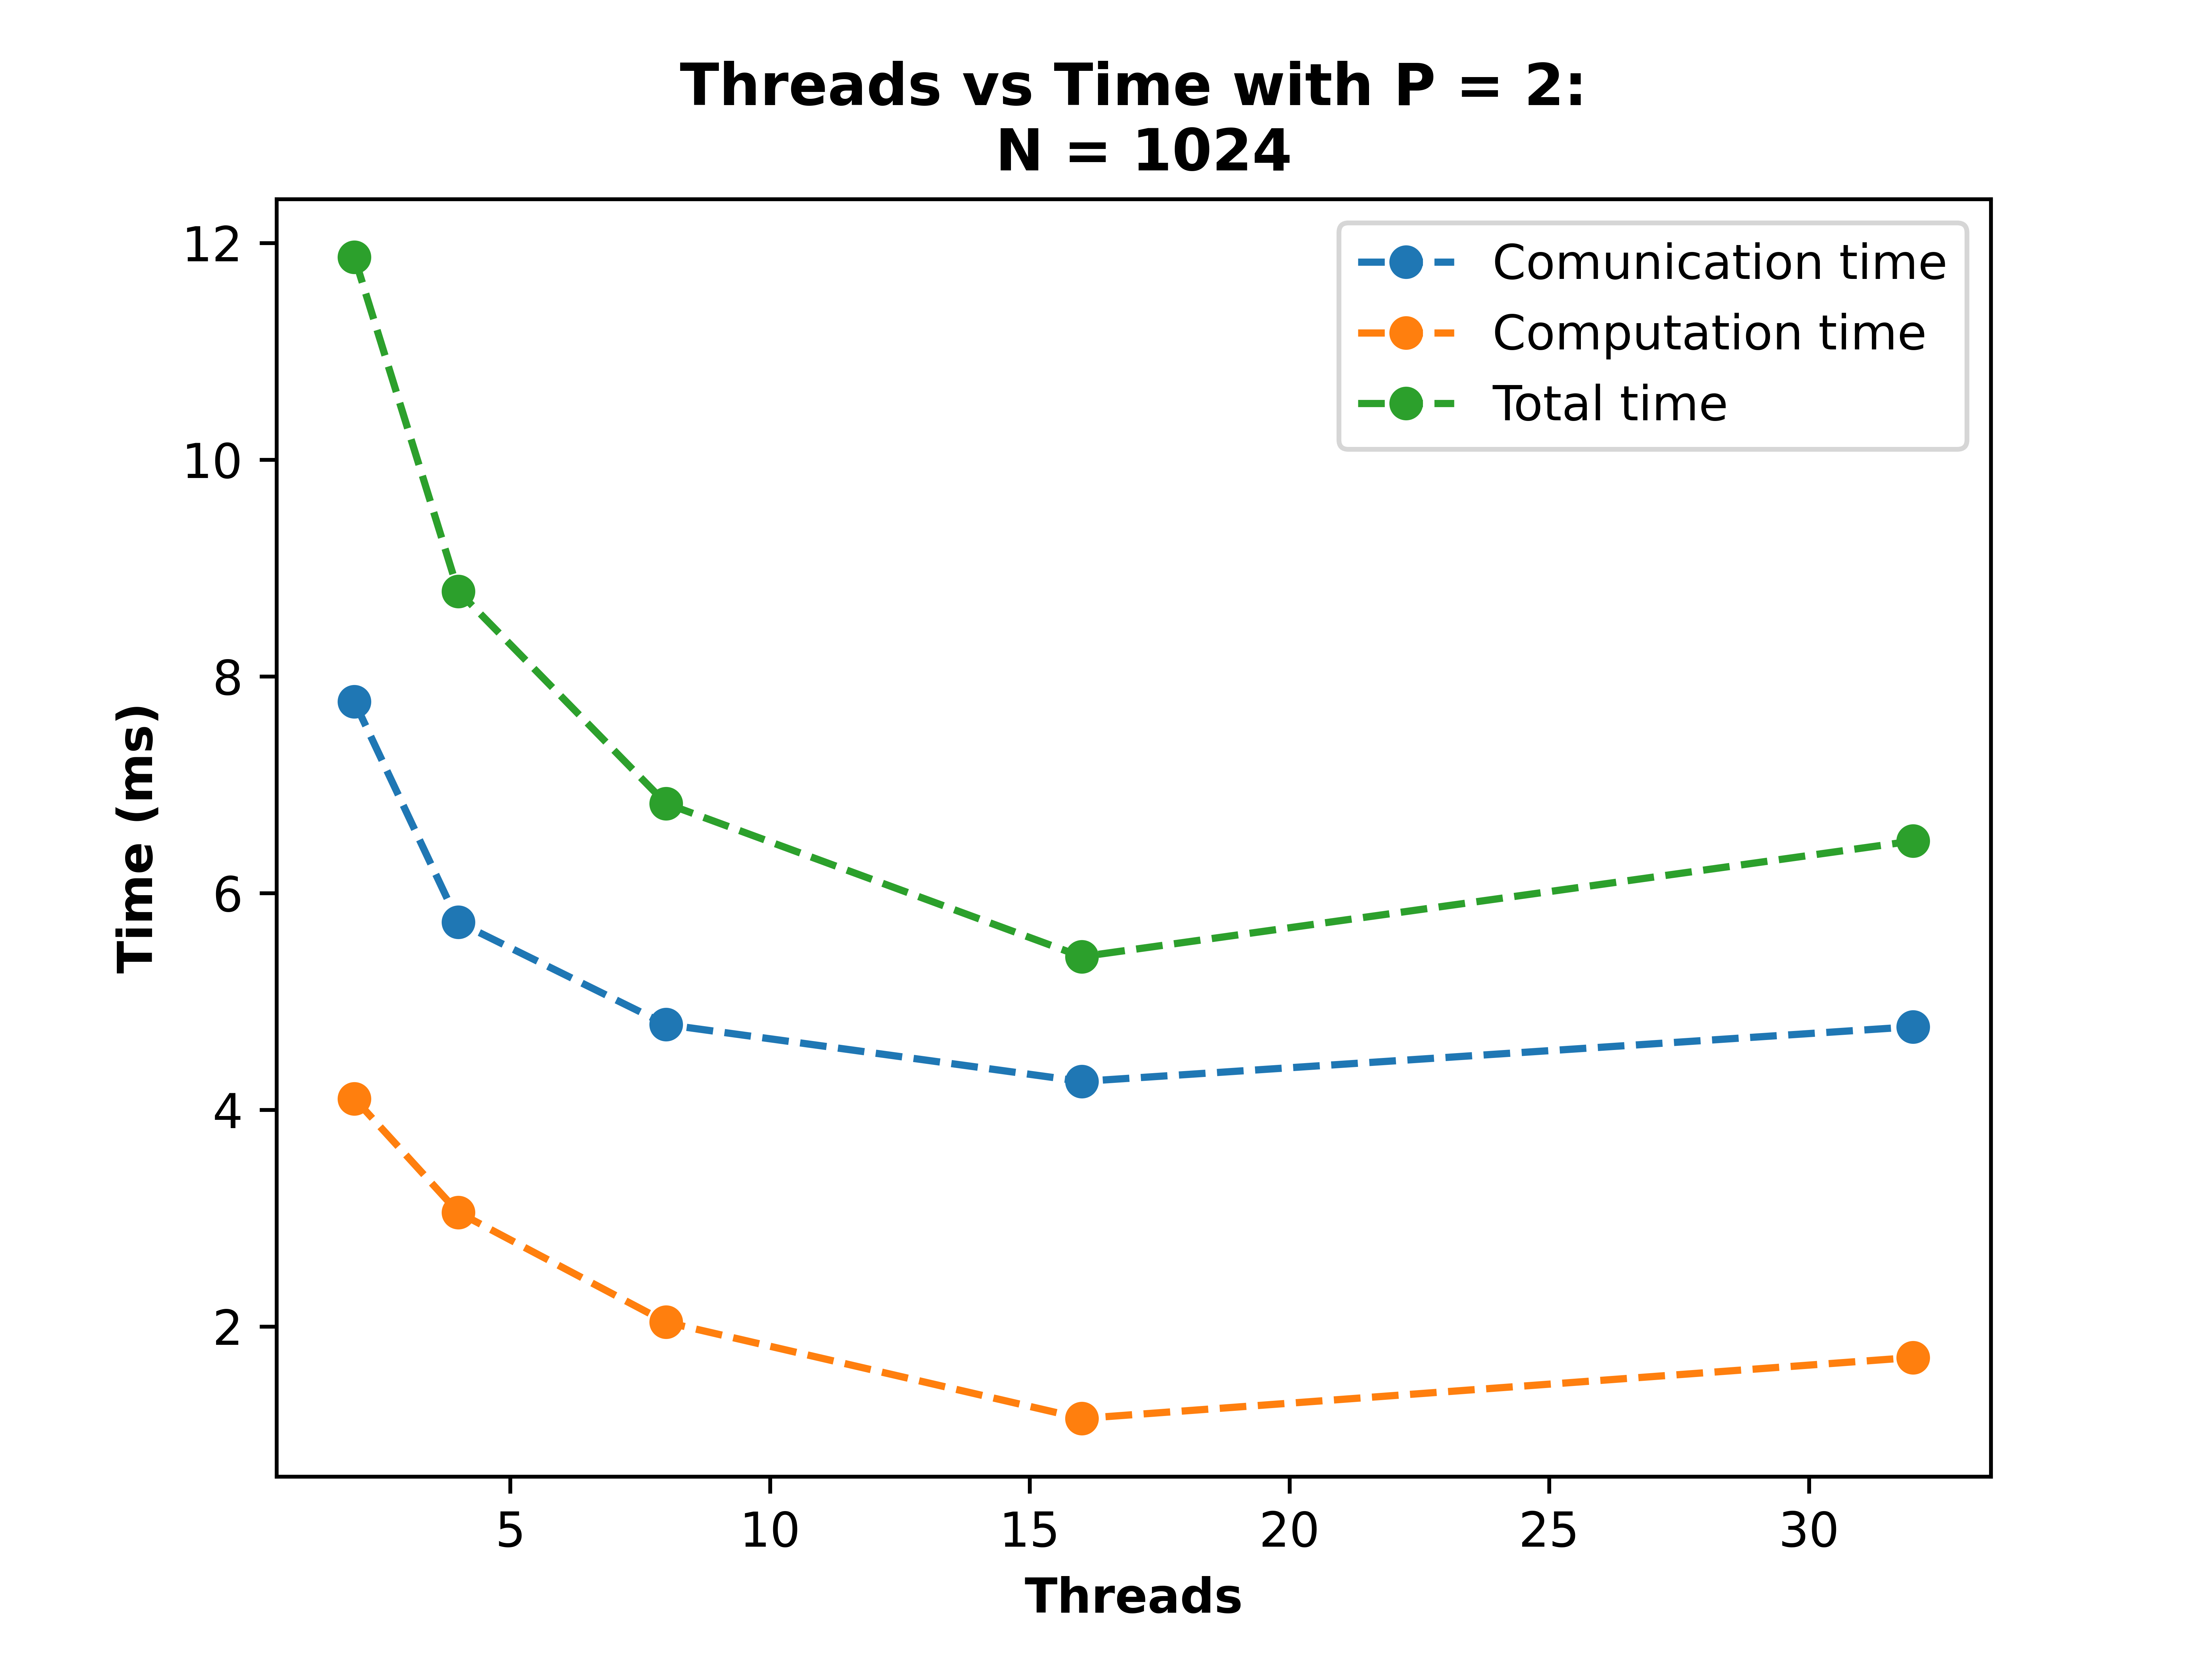 Threads vs Time with P = 2:
N = 1024
12
10
8
6
4
2
Time (ms)
Comunication time
Computation time
Total time
5 10 15 20 25 30
Threads